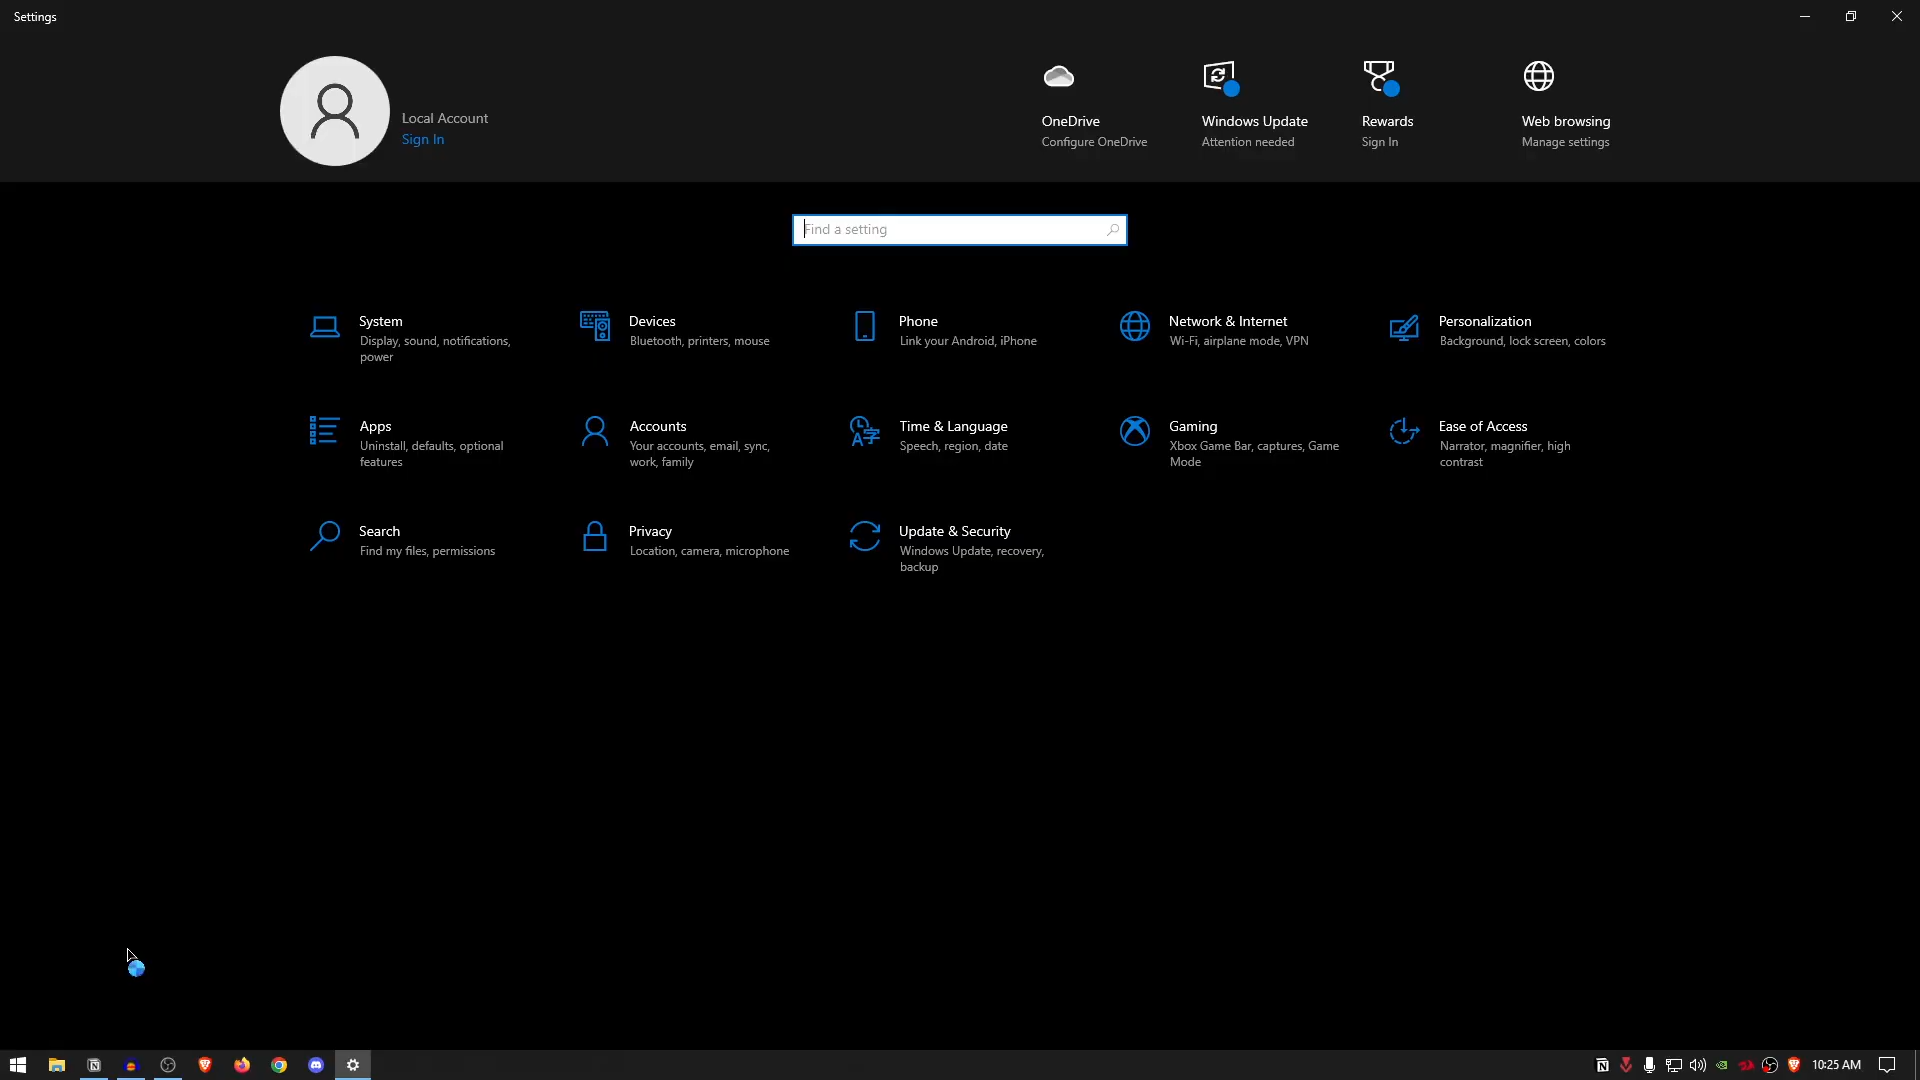 Settings
Local Account
Sign In
OneDrive
Configure OneDrive
Windows Update
Attention needed
Rewards
Sign In
Web browsing
Manage settings
Find a setting
System
Display, sound, notifications,
power
Devices
Bluetooth, printers, mouse
Phone
Link your Android, iPhone
Network & Internet
Wi-Fi, airplane mode, VPN
Personalization
Background, lock screen, colors
Apps
Uninstall, defaults, optional
features
Accounts
Your accounts, email, sync,
work, family
Time & Language
Speech, region, date
Gaming
Xbox Game Bar, captures, Game
Mode
Ease of Access
Narrator, magnifier, high
contrast
Search
Find my files, permissions
Privacy
Location, camera, microphone
Update & Security
Windows Update, recovery,
backup
10:25 AM